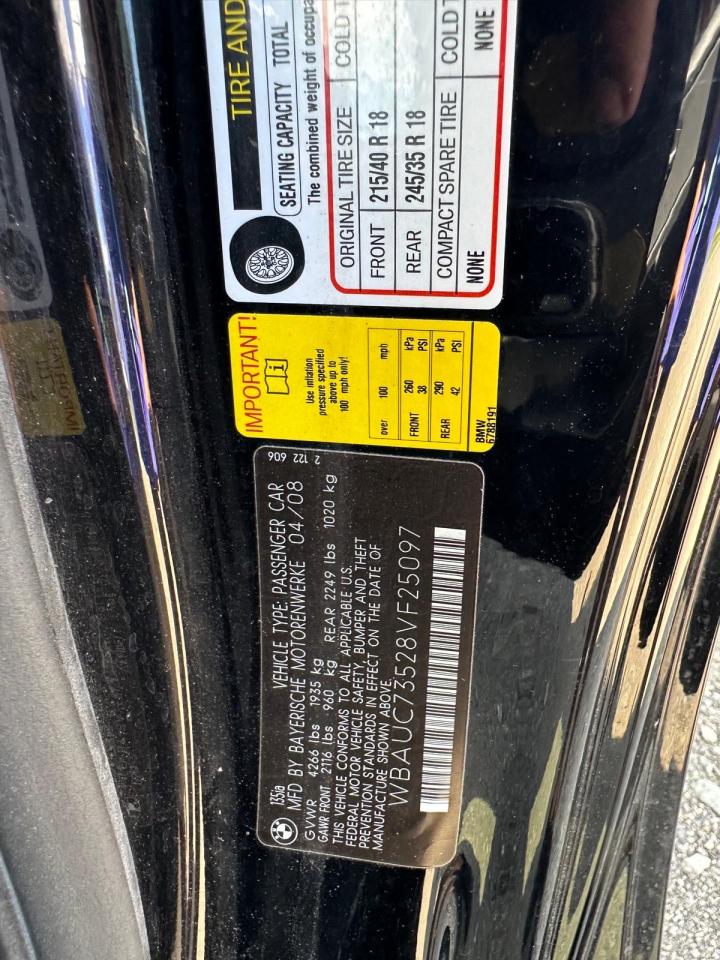 TIRE AND
SEATING CAPACITY TOTAL
The combined weight of occupa
ORIGINAL TIRE SIZE COLD T
FRONT 215/40 R 18
REAR 245/35 R 18
COMPACT SPARE TIRE COLD T
NONE NONE
IMPORTANT!
i
Use inflation
pressure specified
above up to
100 mph only!
over 100 mph
FRONT 260 kPa
38 PSI
REAR 290 kPa
42 PSI
BMW
6788191
2 122 606
135ia VEHICLE TYPE: PASSENGER CAR
BMW MFD BY BAYERISCHE MOTORENWERKE 04/08
GVWR 4266 lbs 1935 kg
GAWR FRONT 2116 lbs 960 kg REAR 2249 lbs 1020 kg
THIS VEHICLE CONFORMS TO ALL APPLICABLE U.S.
FEDERAL MOTOR VEHICLE SAFETY, BUMPER AND THEFT
PREVENTION STANDARDS IN EFFECT ON THE DATE OF
MANUFACTURE SHOWN ABOVE.
WBAUC73528VF25097